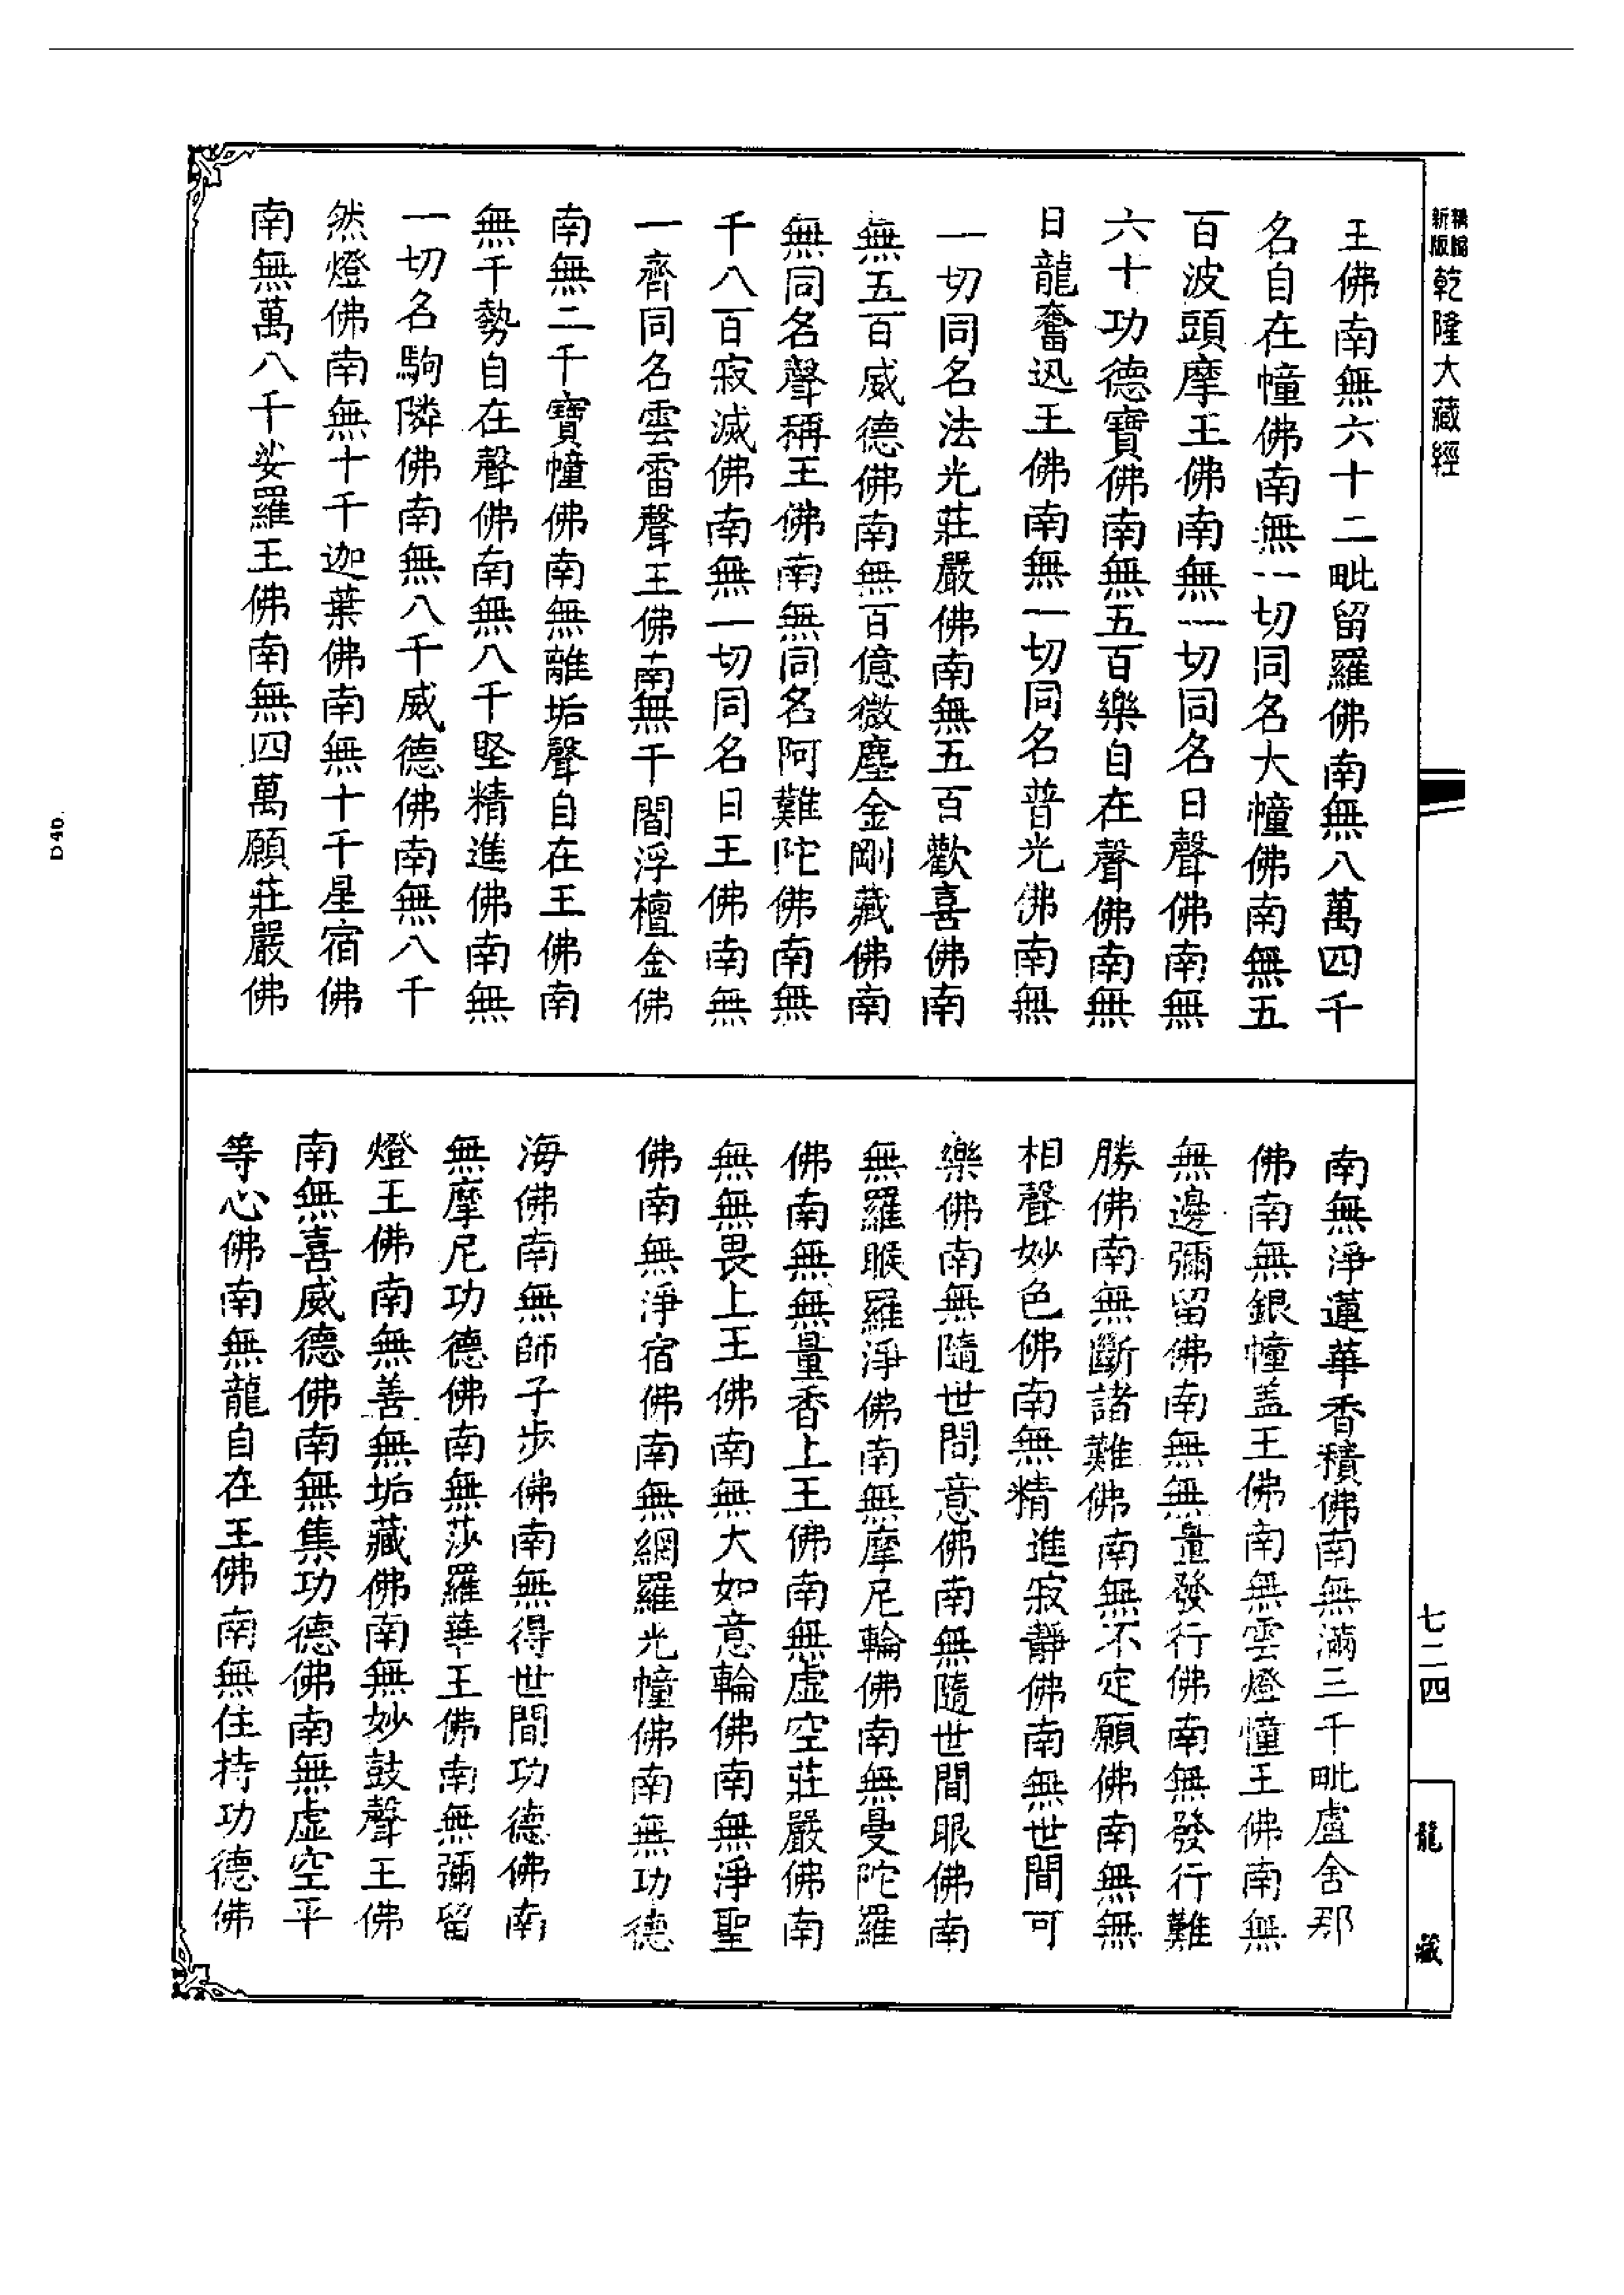 新編
新版
乾隆大藏經
王佛南無六十二毗留羅佛南無八萬四千
名自在幢佛南無一切同名大幢佛南無五
百波頭摩王佛南無一切同名日聲佛南無
六十功德寶佛南無五百樂自在聲佛南無
日龍奮迅王佛南無一切同名普光佛南無
一切同名法光莊嚴佛南無五百歡喜佛南
無五百威德佛南無百億微塵金剛藏佛南
無同名聲稱王佛南無同名阿難陀佛南無
千八百寂滅佛南無一切同名日王佛南無
一齊同名雲雷聲王佛南無千閻浮檀金佛
南無二千寶幢佛南無離垢聲自在王佛南
無千勢自在聲佛南無八千堅精進佛南無
一切名駒隣佛南無八千威德佛南無八千
然燈佛南無十千迦葉佛南無十千星宿佛
南無萬八千娑羅王佛南無四萬願莊嚴佛
南無淨蓮華香積佛南無滿三千毗盧舍那
佛南無銀幢盖王佛南無雲燈幢王佛南無
無邊彌留佛南無無量發行佛南無發行難
勝佛南無斷諸難佛南無不定願佛南無無
相聲妙色佛南無精進寂靜佛南無世間可
樂佛南無隨世間意佛南無隨世間眼佛南
無羅睺羅淨佛南無摩尼輪佛南無曼陀羅
佛南無無量香上王佛南無虛空莊嚴佛南
無無畏上王佛南無大如意輪佛南無淨聖
佛南無淨宿佛南無網羅光幢佛南無功德
海佛南無師子步佛南無得世間功德佛南
無摩尼功德佛南無莎羅華王佛南無彌留
燈王佛南無善無垢藏佛南無妙鼓聲王佛
南無喜威德佛南無集功德佛南無虛空平
等心佛南無龍自在王佛南無住持功德佛
七二四
龍藏
D40